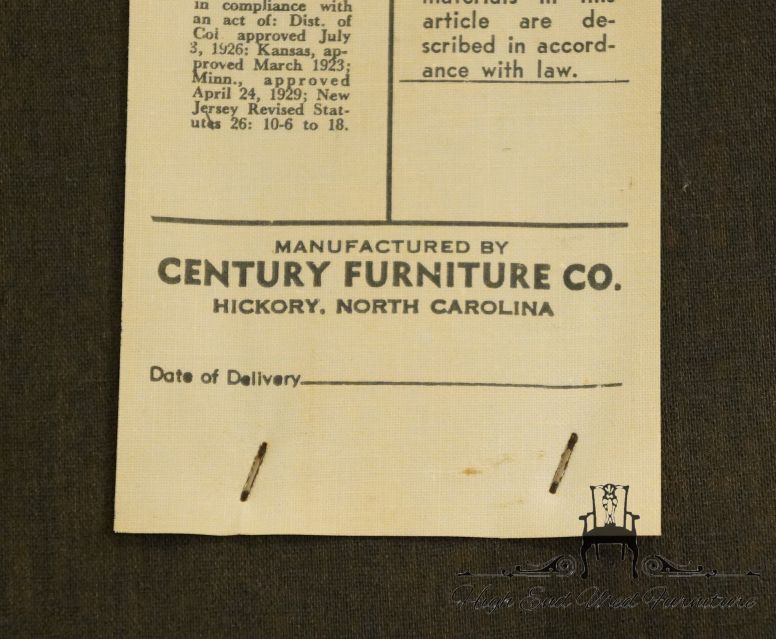 in compliance with
an act of: Dist. of
Col approved July
3, 1926: Kansas, ap-
proved March 1923;
Minn., approved
April 24, 1929; New
Jersey Revised Stat-
utes 26: 10-6 to 18.
materials in this
article are de-
scribed in accord-
ance with law.
MANUFACTURED BY
CENTURY FURNITURE CO.
HICKORY, NORTH CAROLINA
Date of Delivery
High End Used Furniture